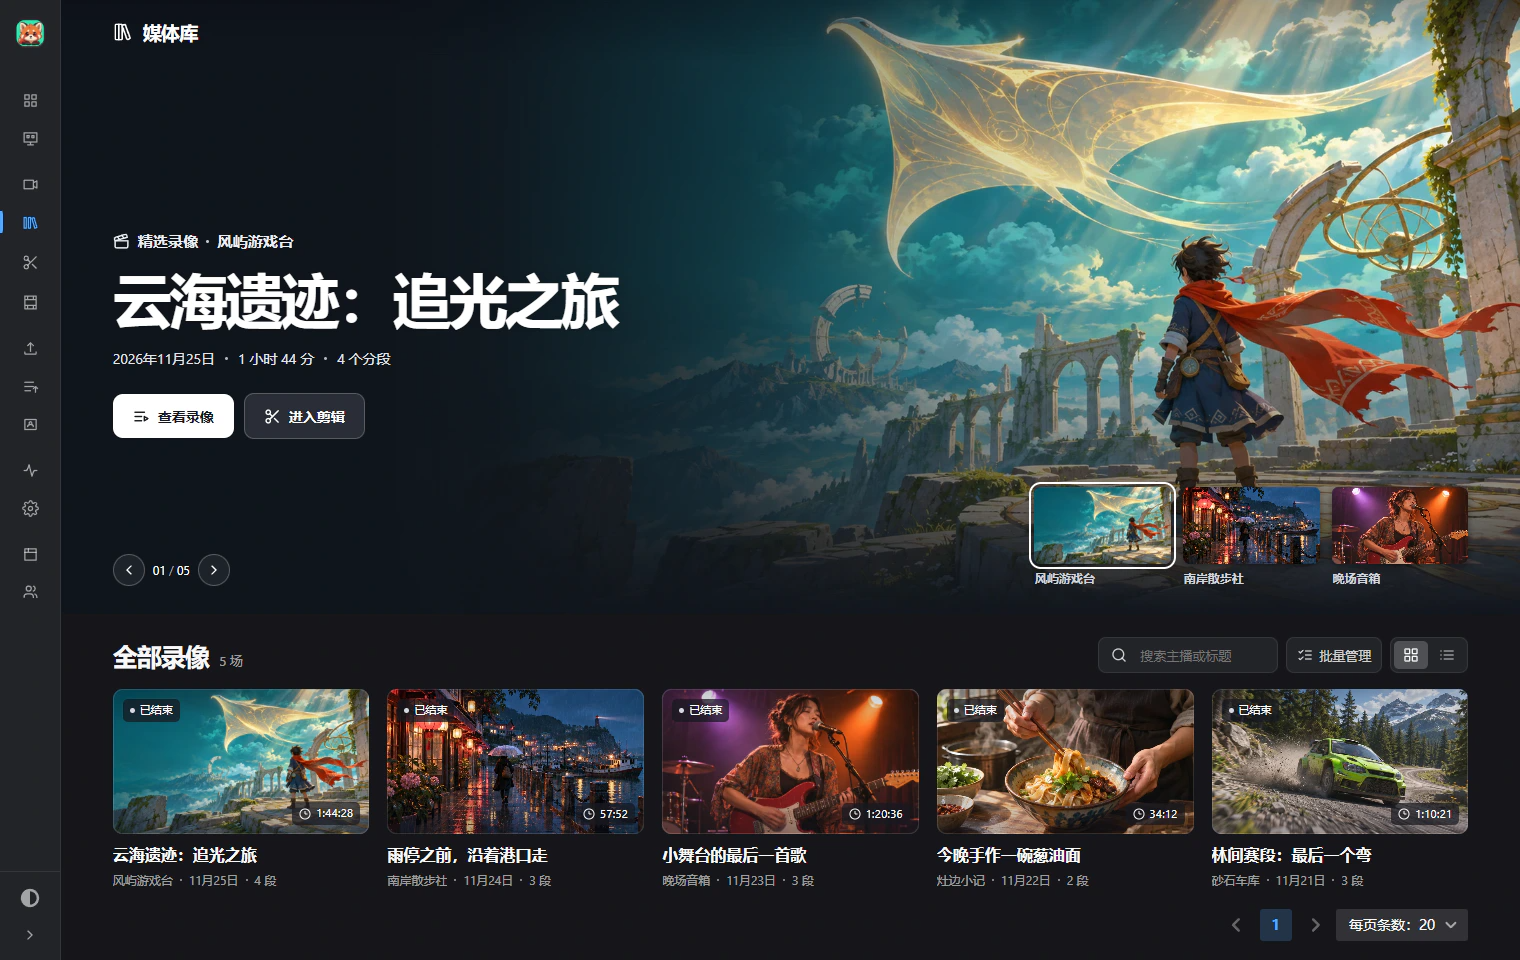 媒体库
精选录像 · 风屿游戏台
云海遗迹：追光之旅
2026年11月25日 · 1 小时 44 分 · 4 个分段
查看录像
进入剪辑
01 / 05
风屿游戏台
南岸散步社
晚场音箱
全部录像 5 场
搜索主播或标题
批量管理
已结束
1:44:28
云海遗迹：追光之旅
风屿游戏台 · 11月25日 · 4 段
已结束
57:52
雨停之前，沿着港口走
南岸散步社 · 11月24日 · 3 段
已结束
1:20:36
小舞台的最后一首歌
晚场音箱 · 11月23日 · 3 段
已结束
34:12
今晚手作一碗葱油面
灶边小记 · 11月22日 · 2 段
已结束
1:10:21
林间赛段：最后一个弯
砂石车库 · 11月21日 · 3 段
1
每页条数：20